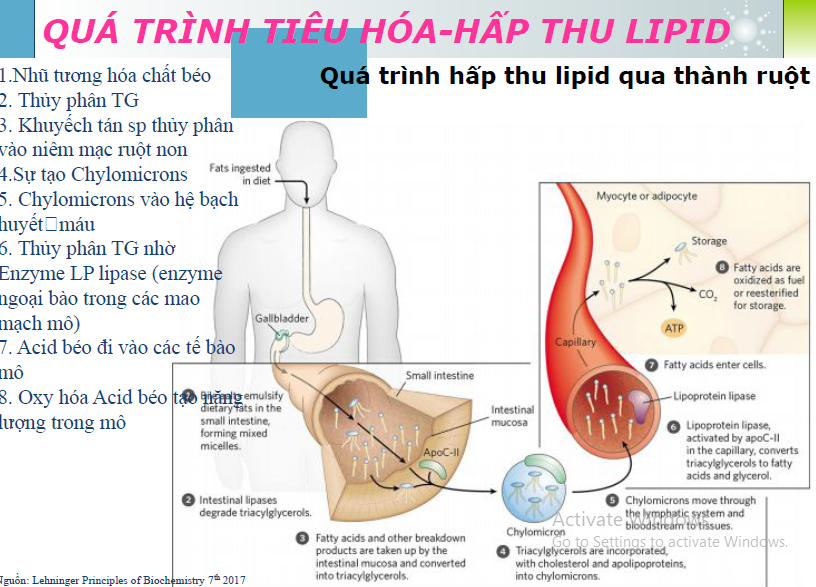 QUÁ TRÌNH TIÊU HÓA-HẤP THU LIPID
Quá trình hấp thu lipid qua thành ruột
1.Nhũ tương hóa chất béo
2. Thủy phân TG
3. Khuyếch tán sp thủy phân
vào niêm mạc ruột non
4.Sự tạo Chylomicrons
5. Chylomicrons vào hệ bạch
huyết□máu
6. Thủy phân TG nhờ
Enzyme LP lipase (enzyme
ngoại bào trong các mao
mạch mô)
7. Acid béo đi vào các tế bào
mô
8. Oxy hóa Acid béo tạo năng
lượng trong mô
Fats ingested
in diet
Gallbladder
Small intestine
Intestinal
mucosa
ApoC-II
Chylomicron
Capillary
Myocyte or adipocyte
Storage
CO2
ATP
Lipoprotein lipase
1 Bile salts emulsify
dietary fats in the
small intestine,
forming mixed
micelles.
2 Intestinal lipases
degrade triacylglycerols.
3 Fatty acids and other breakdown
products are taken up by the
intestinal mucosa and converted
into triacylglycerols.
4 Triacylglycerols are incorporated,
with cholesterol and apolipoproteins,
into chylomicrons.
5 Chylomicrons move through
the lymphatic system and
bloodstream to tissues.
6 Lipoprotein lipase,
activated by apoC-II
in the capillary, converts
triacylglycerols to fatty
acids and glycerol.
7 Fatty acids enter cells.
8 Fatty acids are
oxidized as fuel
or reesterified
for storage.
Activate Windows
Go to Settings to activate Windows.
Nguồn: Lehninger Principles of Biochemistry 7th 2017